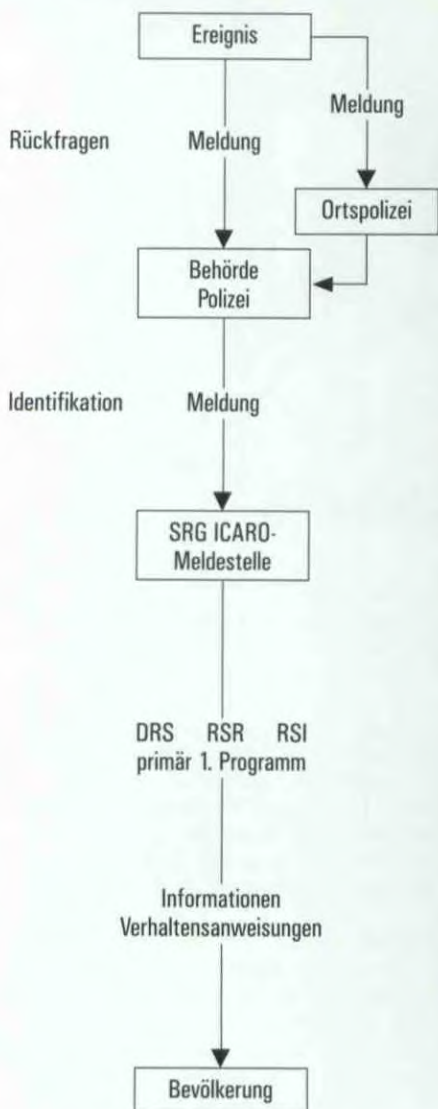 Ereignis
Meldung
Rückfragen Meldung
Ortspolizei
Behörde
Polizei
Identifikation Meldung
SRG ICARO-
Meldestelle
DRS RSR RSI
primär 1. Programm
Informationen
Verhaltensanweisungen
Bevölkerung